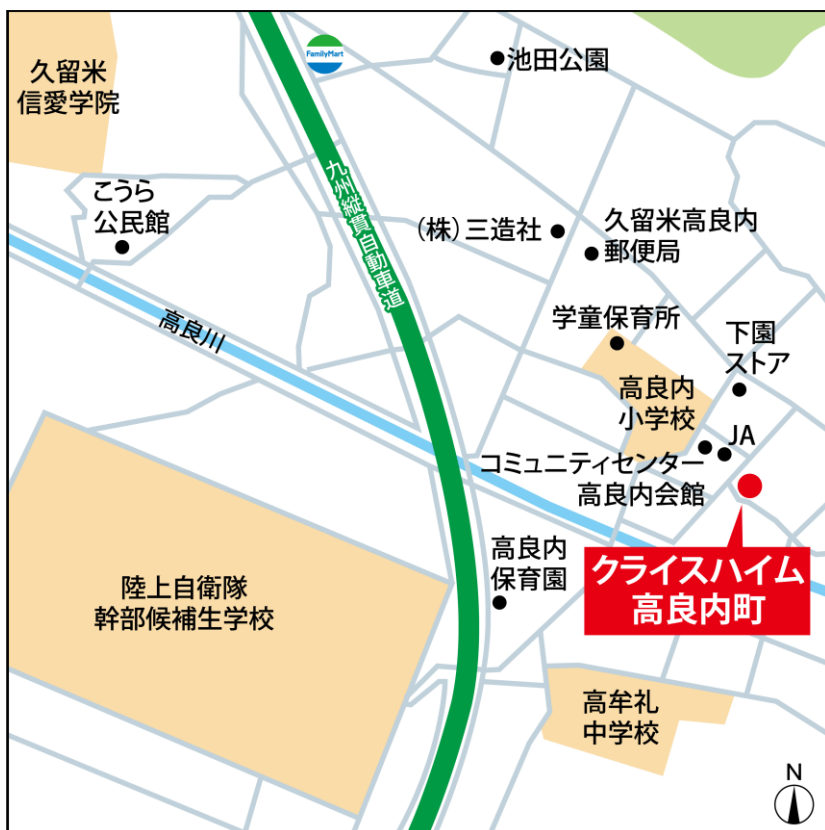 FamilyMart
池田公園
久留米
信愛学院
こうら
公民館
九州縦貫自動車道
(株)三造社
久留米高良内
郵便局
高良川
学童保育所
下園
ストア
高良内
小学校
JA
コミュニティセンター
高良内会館
クライスハイム
高良内町
高良内
保育園
陸上自衛隊
幹部候補生学校
高牟礼
中学校
N